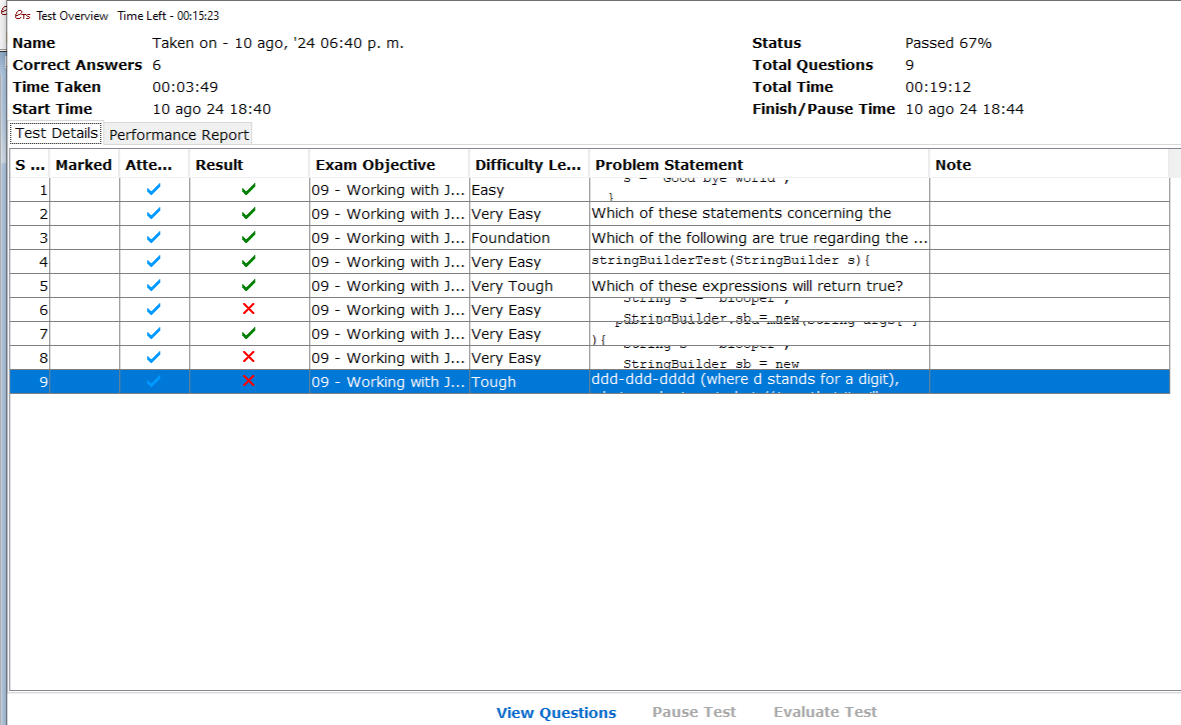 ETS Test Overview Time Left - 00:15:23
Name Taken on - 10 ago, '24 06:40 p. m. Status Passed 67%
Correct Answers 6 Total Questions 9
Time Taken 00:03:49 Total Time 00:19:12
Start Time 10 ago 24 18:40 Finish/Pause Time 10 ago 24 18:44
Test Details Performance Report
S ... Marked Atte... Result Exam Objective Difficulty Le... Problem Statement Note
1 09 - Working with J... Easy s = "Good bye world";
}
2 09 - Working with J... Very Easy Which of these statements concerning the
3 09 - Working with J... Foundation Which of the following are true regarding the ...
4 09 - Working with J... Very Easy stringBuilderTest(StringBuilder s){
5 09 - Working with J... Very Tough Which of these expressions will return true?
6 09 - Working with J... Very Easy String s = "blooper";
StringBuilder sb = new
7 09 - Working with J... Very Easy
){
8 09 - Working with J... Very Easy String s = "blooper";
StringBuilder sb = new
9 09 - Working with J... Tough ddd-ddd-dddd (where d stands for a digit),
View Questions Pause Test Evaluate Test